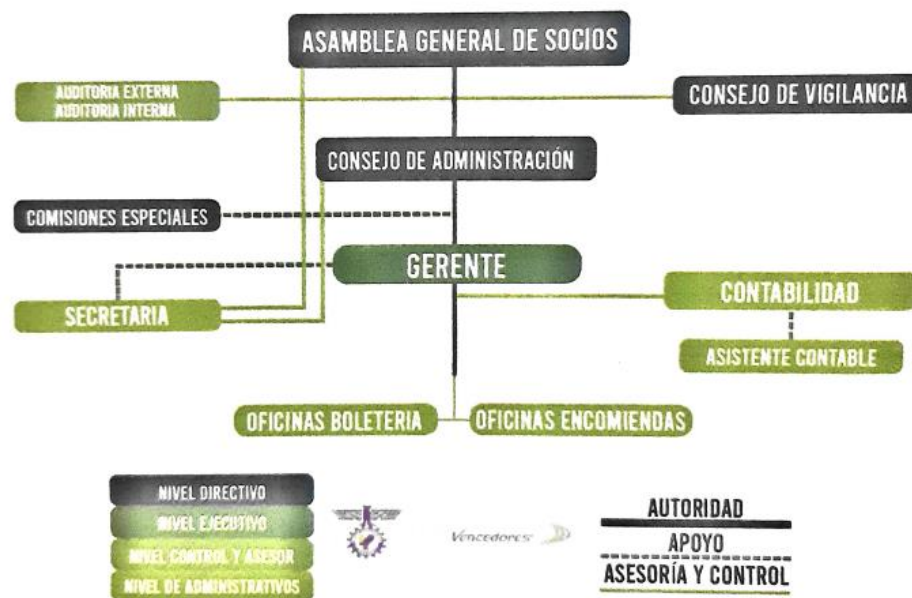 ASAMBLEA GENERAL DE SOCIOS
AUDITORIA EXTERNA
AUDITORIA INTERNA
CONSEJO DE VIGILANCIA
CONSEJO DE ADMINISTRACIÓN
COMISIONES ESPECIALES
GERENTE
SECRETARIA
CONTABILIDAD
ASISTENTE CONTABLE
OFICINAS BOLETERIA
OFICINAS ENCOMIENDAS
NIVEL DIRECTIVO
NIVEL EJECUTIVO
NIVEL CONTROL Y ASESOR
NIVEL DE ADMINISTRATIVOS
Vencedores
AUTORIDAD
APOYO
ASESORÍA Y CONTROL